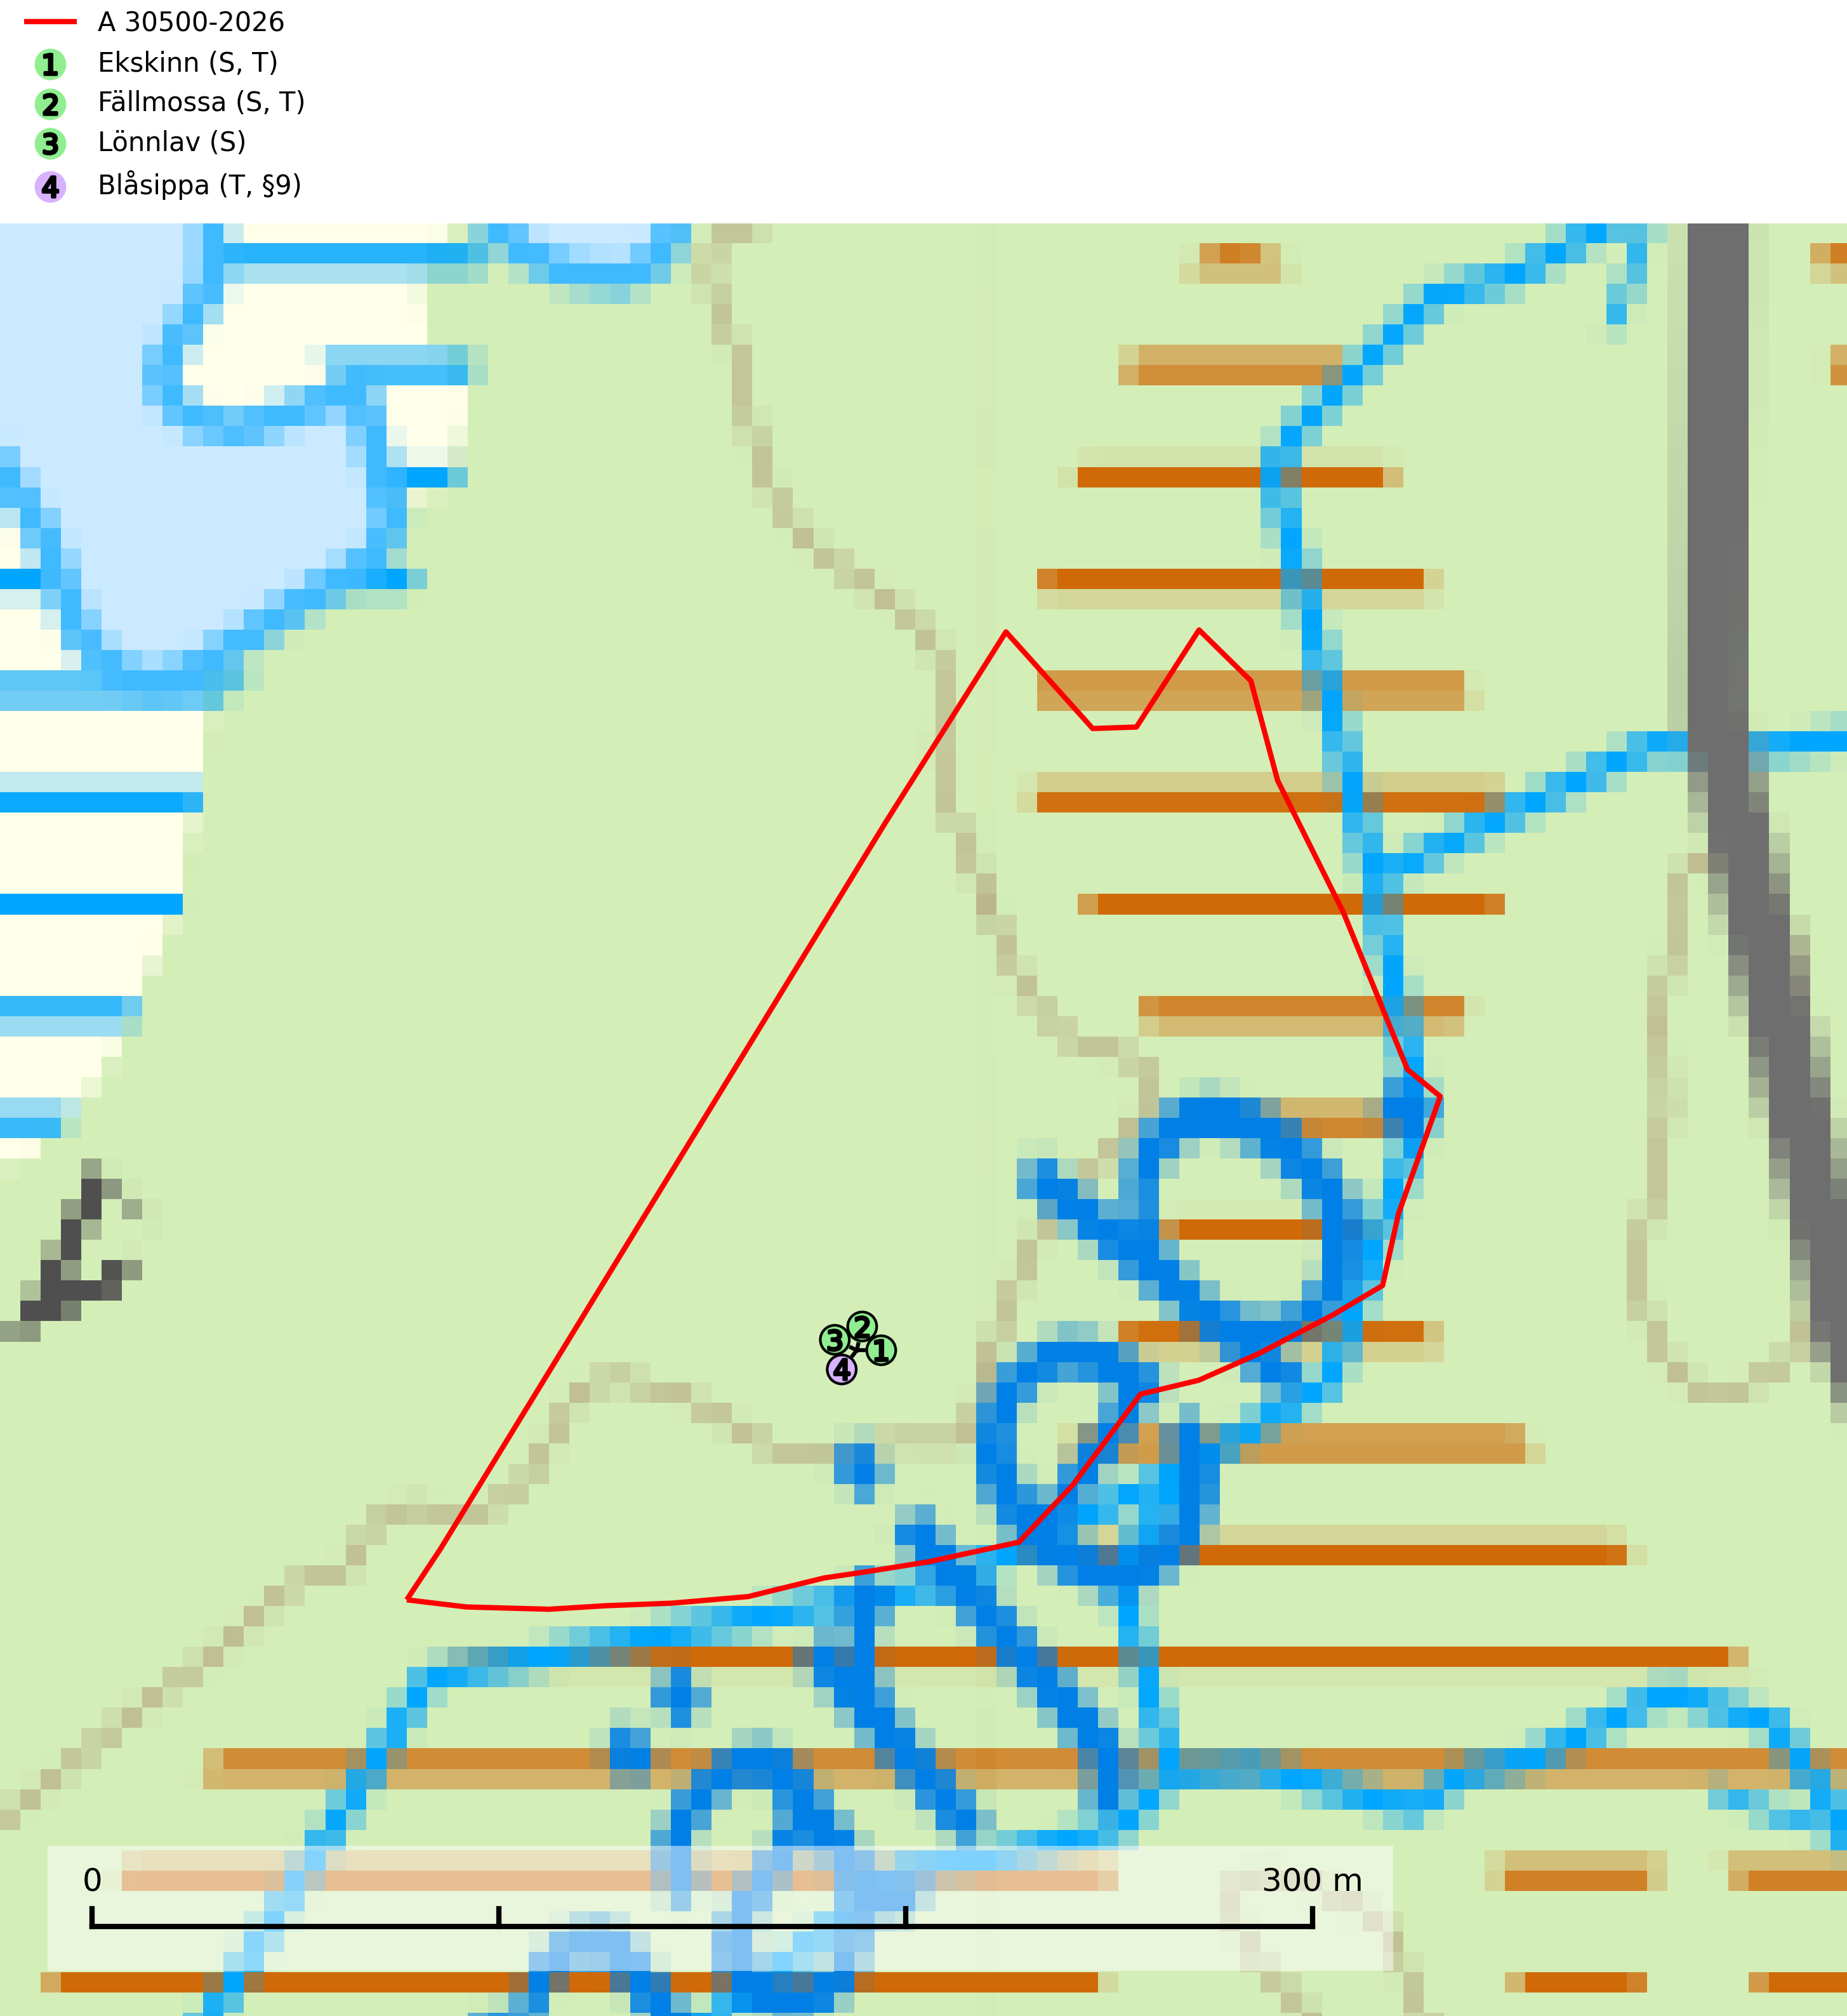 A 30500-2026
1 Ekskinn (S, T)
2 Fällmossa (S, T)
3 Lönnlav (S)
4 Blåsippa (T, §9)
2
3
1
4
0 300 m